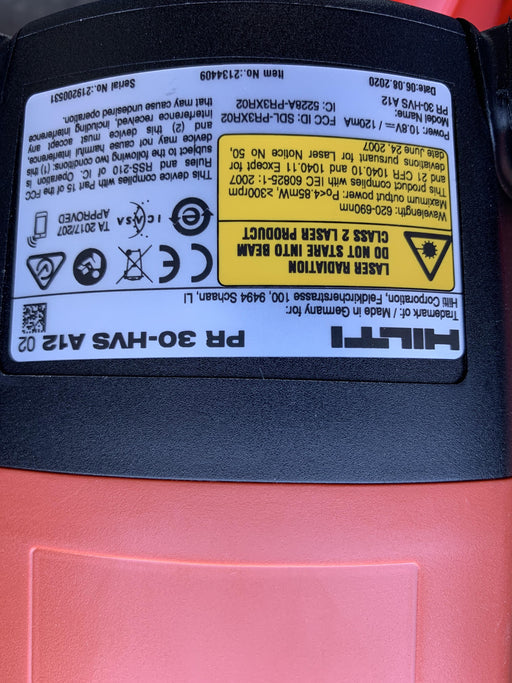 HILTI PR 30-HVS A12 02
Trademark of: / Made in Germany for:
Hilti Corporation, Feldkircherstrasse 100, 9494 Schaan, LI
LASER RADIATION
DO NOT STARE INTO BEAM
CLASS 2 LASER PRODUCT
Wavelength: 620-690nm
Maximum output power: Po<4.85mW, ≥300rpm
This product complies with IEC 60825-1: 2007
and 21 CFR 1040.10 and 1040.11 Except for
deviations pursuant to Laser Notice No 50,
date June 24, 2007
CE
ICASA
TA 2017/207
APPROVED
This device complies with Part 15 of the FCC
Rules and RSS-210 of IC. Operation is
subject to the following two conditions: (1) this
device may not cause harmful interference,
and (2) this device must accept any
interference received, including interference
that may cause undesired operation.
Power: 10.8V⎓ / 120mA
Model Name:
PR 30-HVS A12
Date:06.08.2020
FCC ID: SDL-PR3XR02
IC: 5228A-PR3XR02
Item No.:2134409
Serial No.:219200531